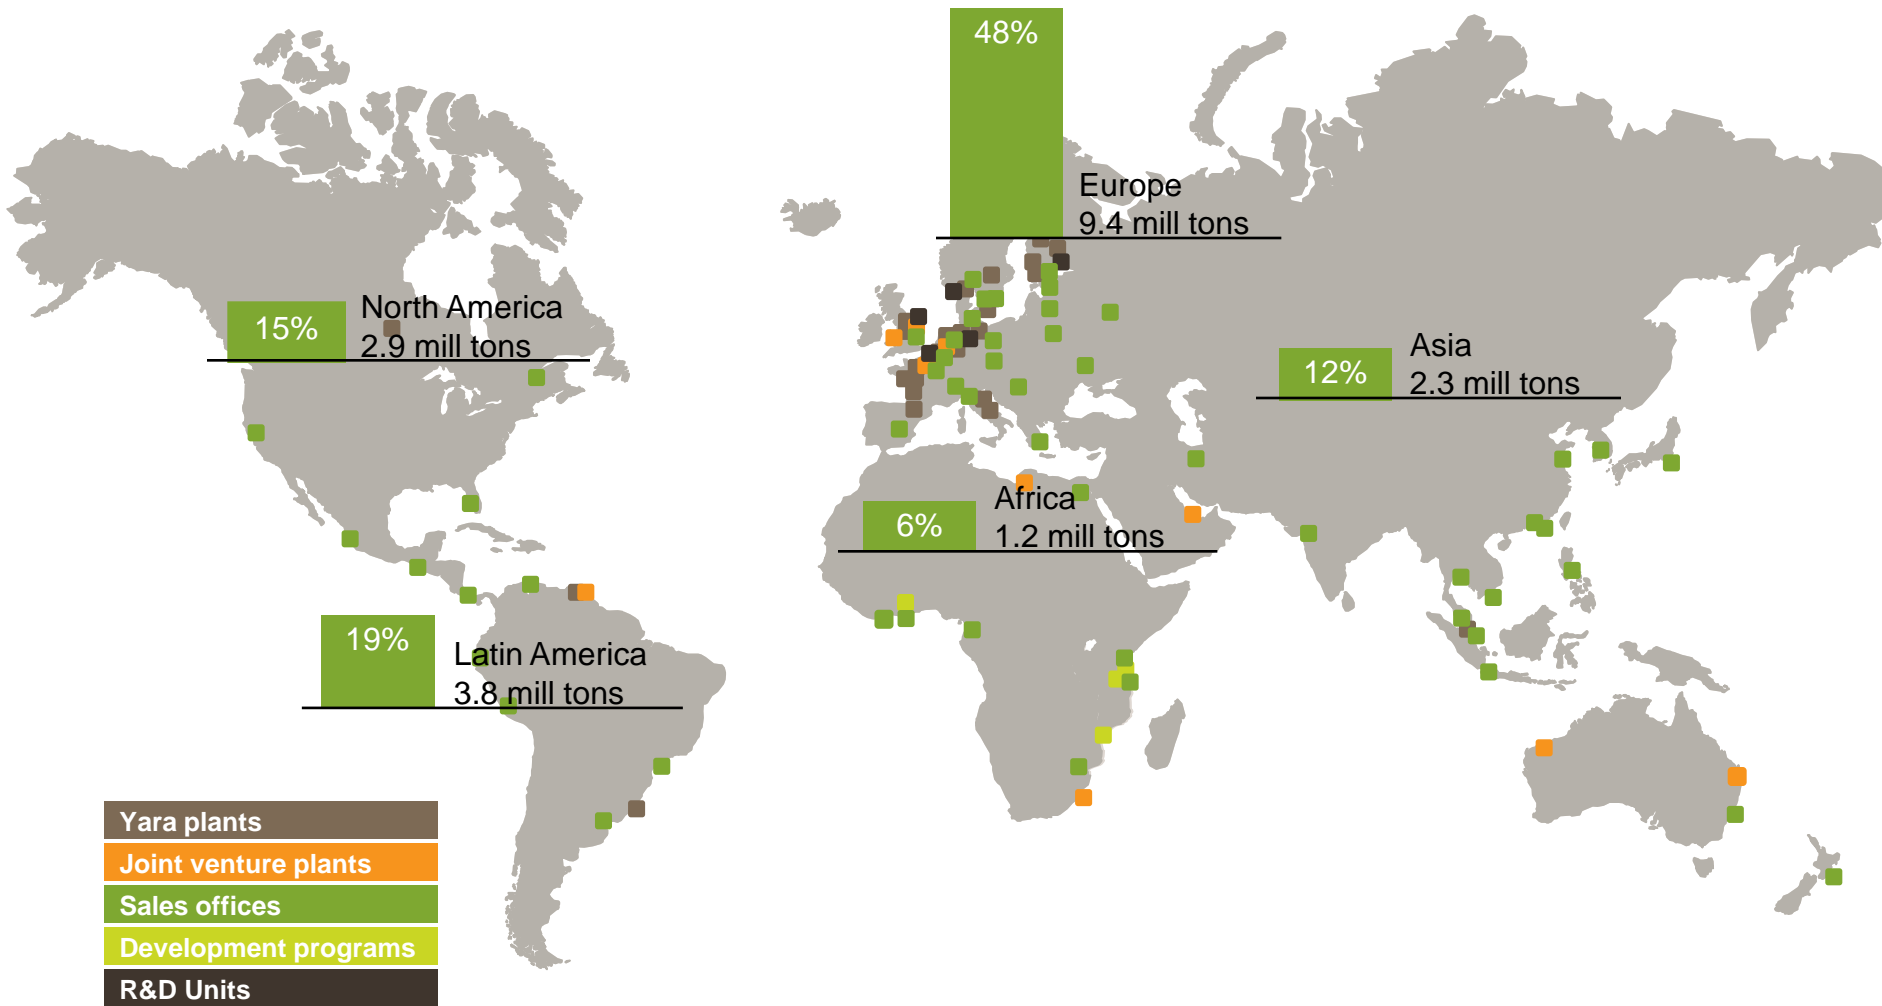 48%
Europe
9.4 mill tons
15%
North America
2.9 mill tons
12%
Asia
2.3 mill tons
6%
Africa
1.2 mill tons
19%
Latin America
3.8 mill tons
Yara plants
Joint venture plants
Sales offices
Development programs
R&D Units